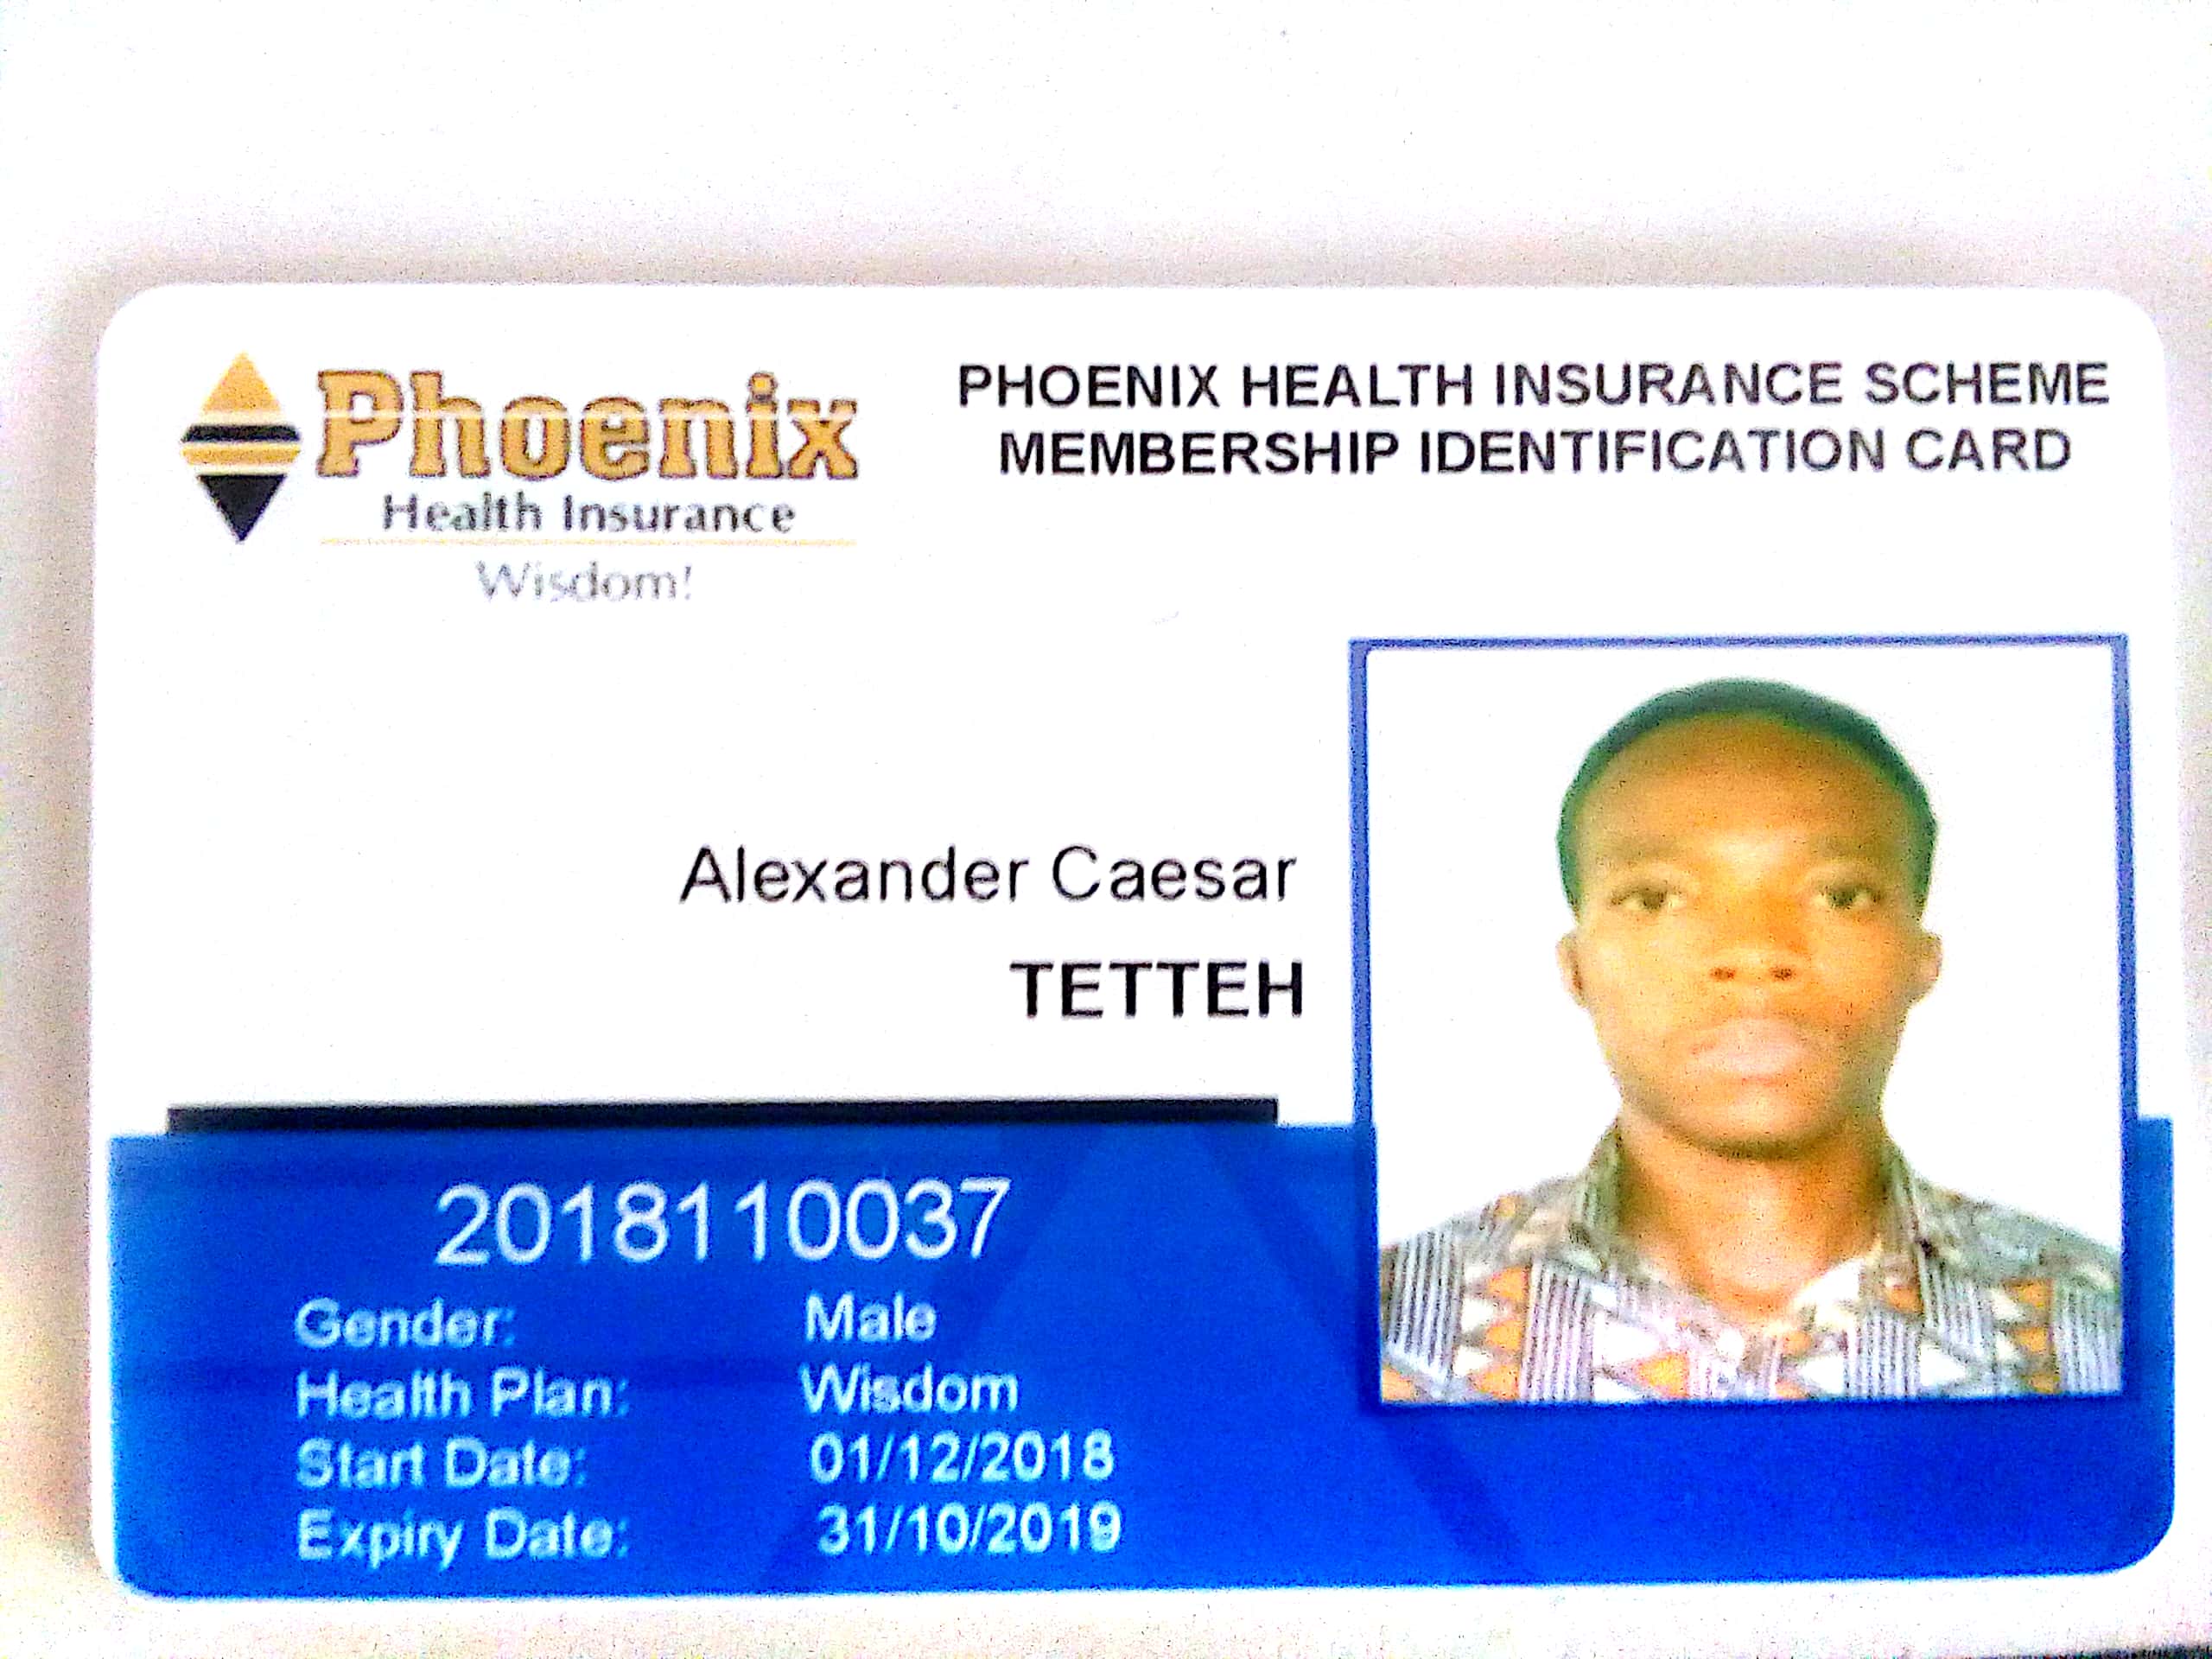 Phoenix
Health Insurance
Wisdom!
PHOENIX HEALTH INSURANCE SCHEME
MEMBERSHIP IDENTIFICATION CARD
Alexander Caesar
TETTEH
2018110037
Gender: Male
Health Plan: Wisdom
Start Date: 01/12/2018
Expiry Date: 31/10/2019